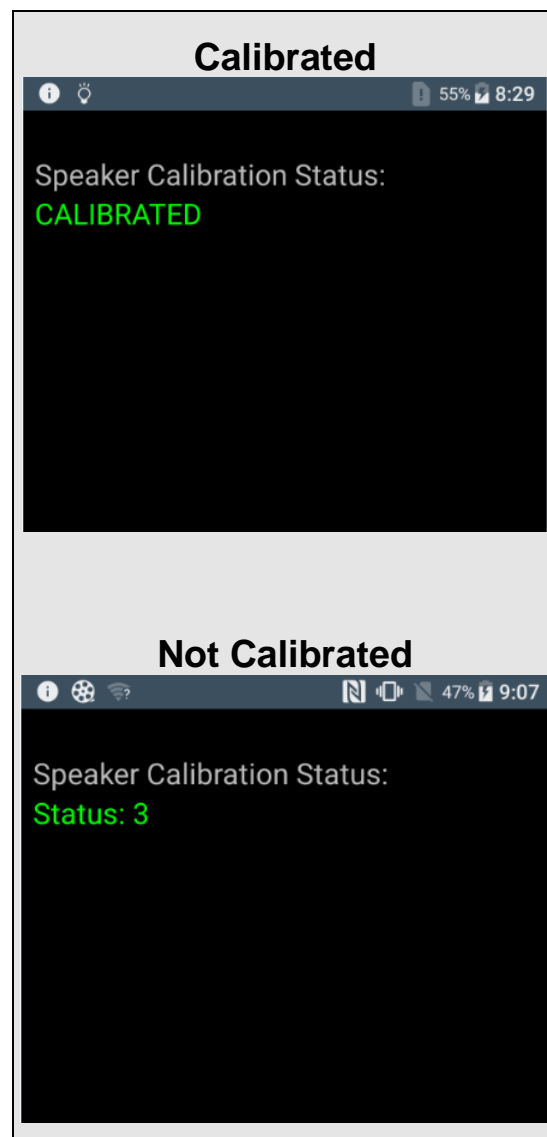 Calibrated
55% 8:29
Speaker Calibration Status:
CALIBRATED
Not Calibrated
47% 9:07
Speaker Calibration Status:
Status: 3